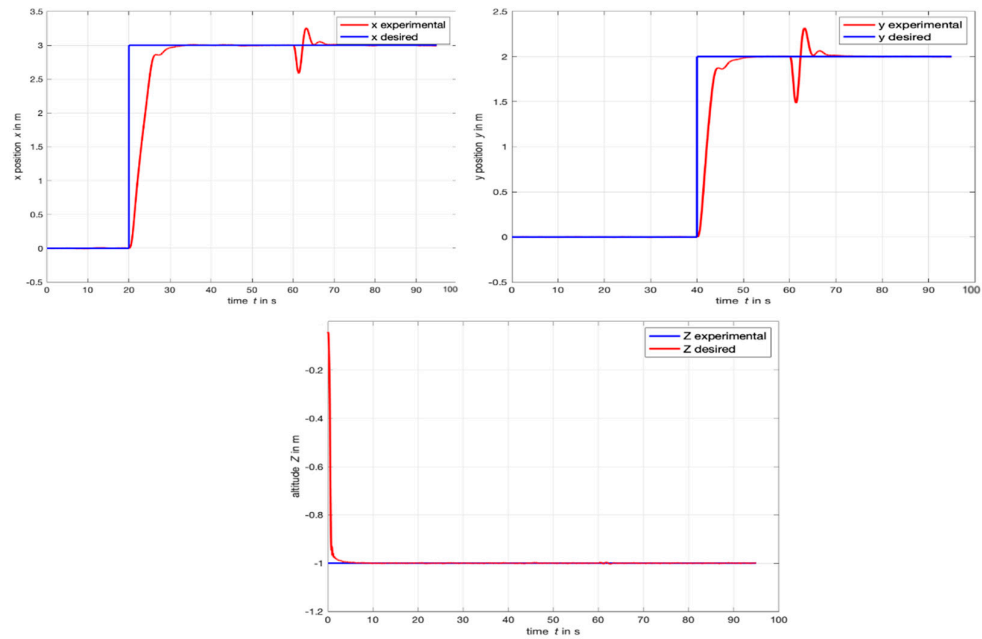 x experimental
x desired
3.5
3
2.5
2
1.5
1
0.5
0
-0.5
x position x in m
0 10 20 30 40 50 60 70 80 90 100
time t in s
y experimental
y desired
2.5
2
1.5
1
0.5
0
-0.5
y position y in m
0 10 20 30 40 50 60 70 80 90 100
time t in s
Z experimental
Z desired
-0.2
-0.4
-0.6
-0.8
-1
-1.2
altitude Z in m
0 10 20 30 40 50 60 70 80 90 100
time t in s